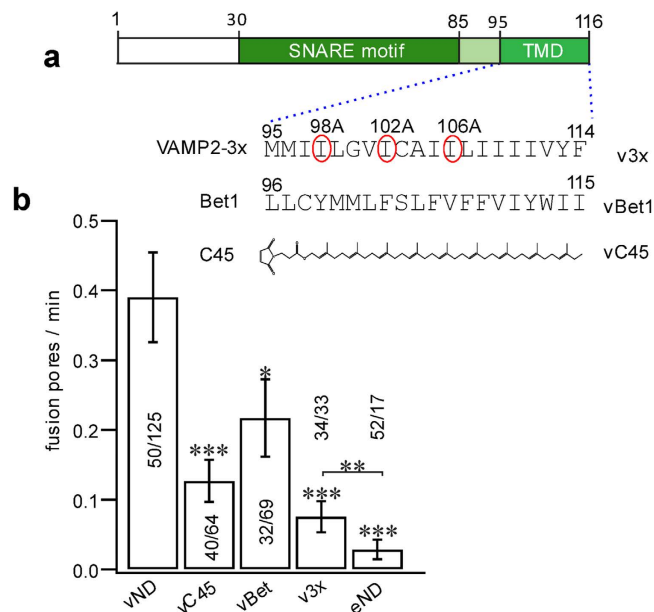 1 30 85 95 116
a SNARE motif TMD
95 98A 102A 106A 114
VAMP2-3x MMIILGVICAIILIIIIVYF v3x
96 115
Bet1 LLCYMMLFSLFVFFVIYWII vBet1
C45 vC45
b
fusion pores / min
0.5
0.4
0.3
0.2
0.1
0.0
50/125
***
40/64
*
32/69
34/33
***
52/17
**
***
vND vC45 vBet v3x eND